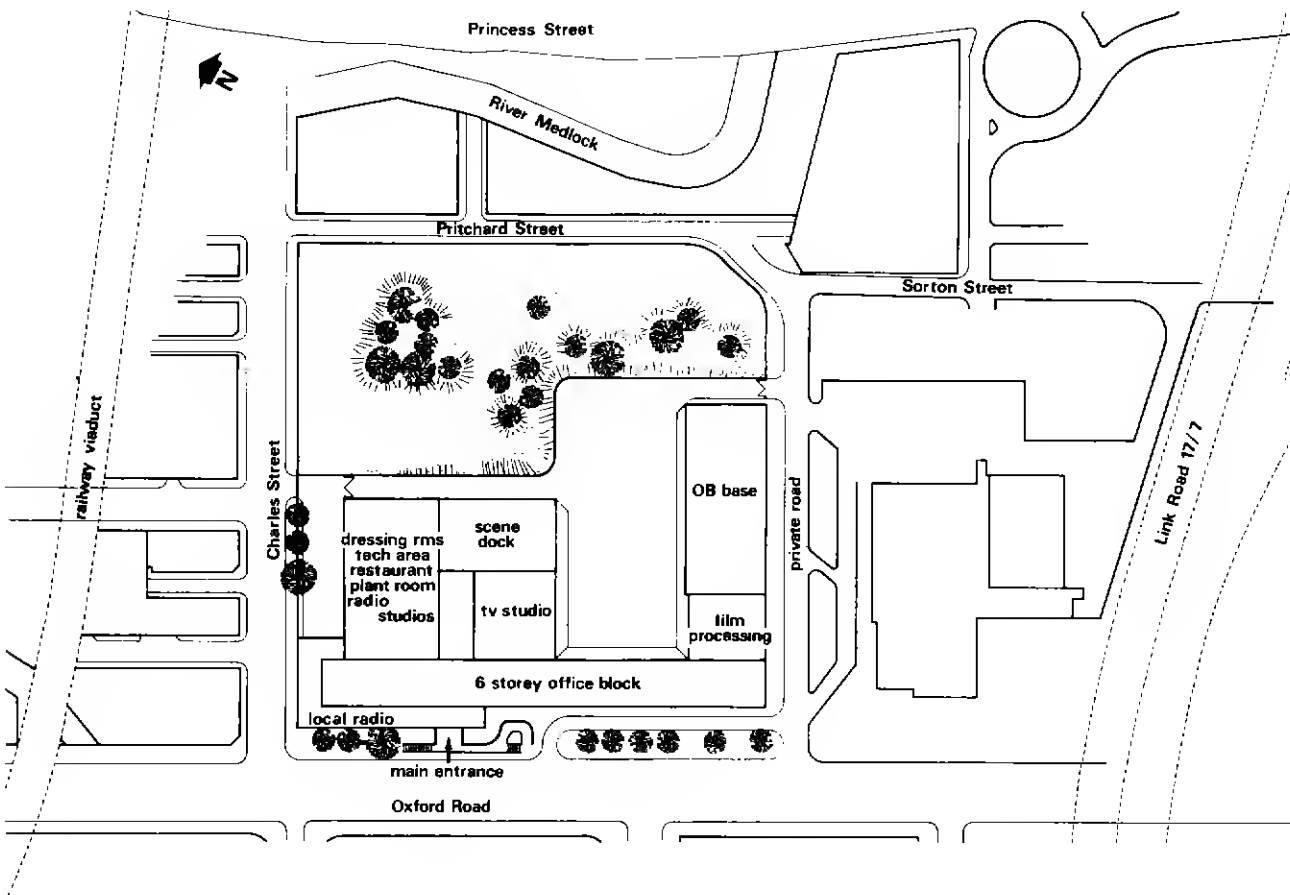 Princess Street
N
River Medlock
Pritchard Street
Sorton Street
railway viaduct
Charles Street
OB base
private road
Link Road 17/7
scene
dock
dressing rms
tech area
restaurant
plant room
radio
studios
tv studio
film
processing
6 storey office block
local radio
main entrance
Oxford Road